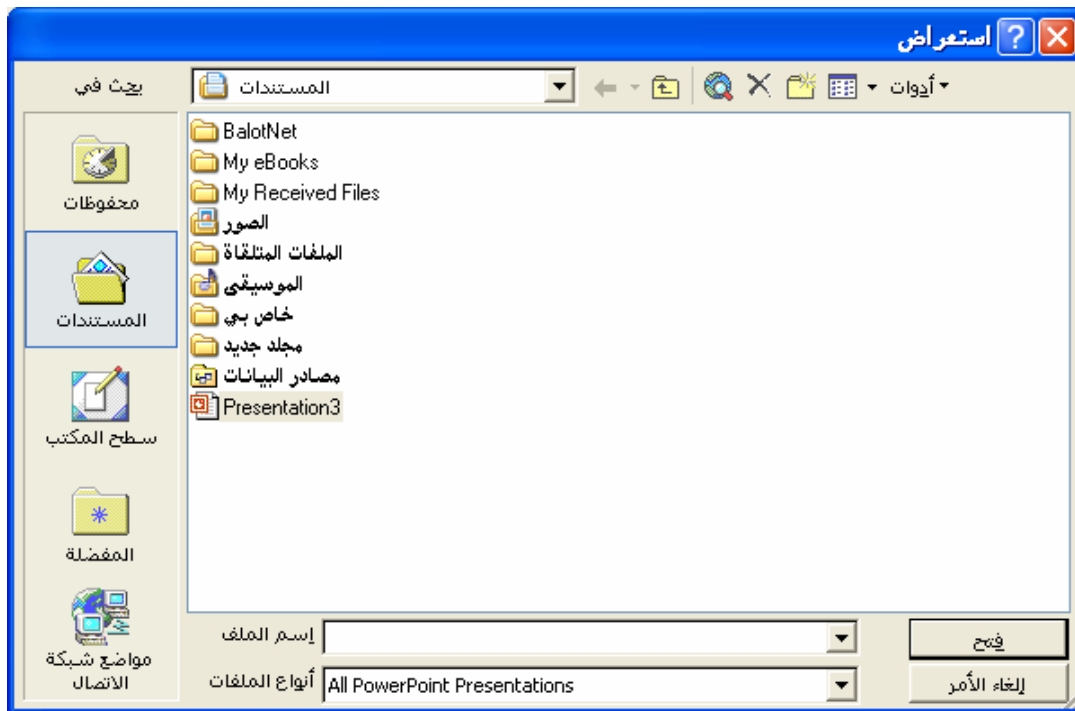 استعراض
بحث في
المستندات
أدوات
محفوظات
المستندات
سطح المكتب
المفضلة
مواضع شبكة
الاتصال
BalotNet
My eBooks
My Received Files
الصور
الملفات المتلقاة
الموسيقى
خاص بي
مجلد جديد
مصادر البيانات
Presentation3
إسم الملف
فتح
أنواع الملفات
All PowerPoint Presentations
إلغاء الأمر